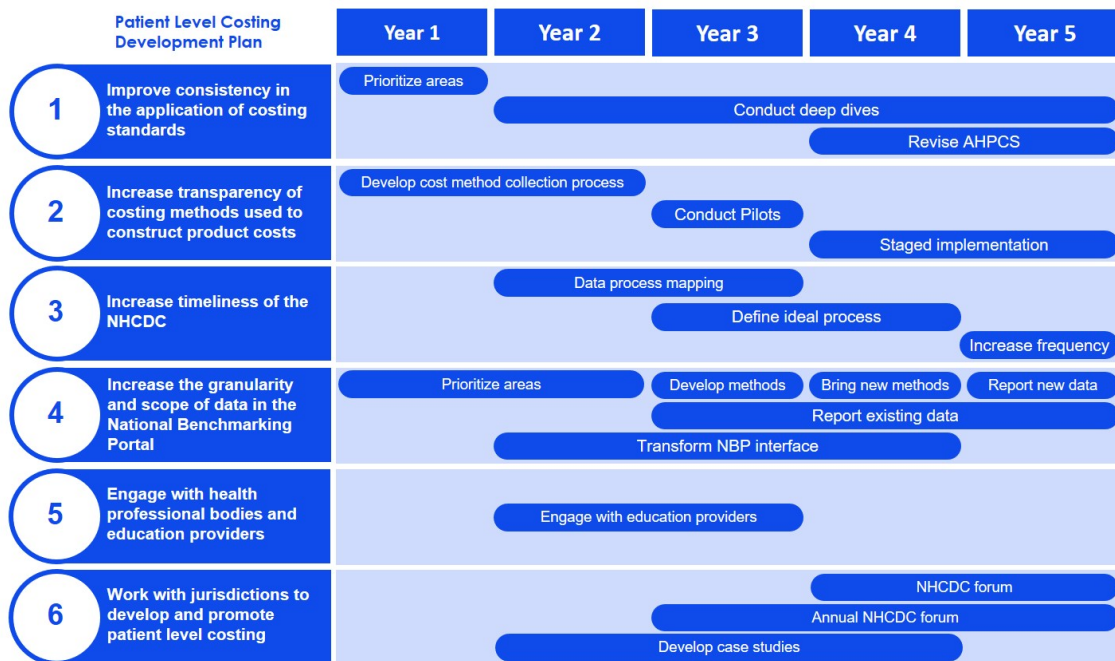 Patient Level Costing
Development Plan
Year 1
Year 2
Year 3
Year 4
Year 5
1
Improve consistency in
the application of costing
standards
Prioritize areas
Conduct deep dives
Revise AHPCS
2
Increase transparency of
costing methods used to
construct product costs
Develop cost method collection process
Conduct Pilots
Staged implementation
3
Increase timeliness of the
NHCDC
Data process mapping
Define ideal process
Increase frequency
4
Increase the granularity
and scope of data in the
National Benchmarking
Portal
Prioritize areas
Develop methods
Bring new methods
Report new data
Report existing data
Transform NBP interface
5
Engage with health
professional bodies and
education providers
Engage with education providers
6
Work with jurisdictions to
develop and promote
patient level costing
NHCDC forum
Annual NHCDC forum
Develop case studies